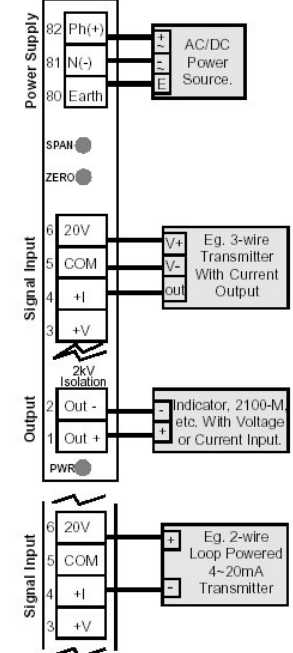 Power Supply
82 Ph(+)
81 N(-)
80 Earth
+
~
-
~
E
AC/DC
Power
Source.
SPAN
ZERO
Signal Input
6 20V
5 COM
4 +I
3 +V
V+
V-
out
Eg. 3-wire
Transmitter
With Current
Output
2kV
Isolation
Output
2 Out -
1 Out +
-
+
Indicator, 2100-M,
etc. With Voltage
or Current Input.
PWR
Signal Input
6 20V
5 COM
4 +I
3 +V
+
-
Eg. 2-wire
Loop Powered
4~20mA
Transmitter